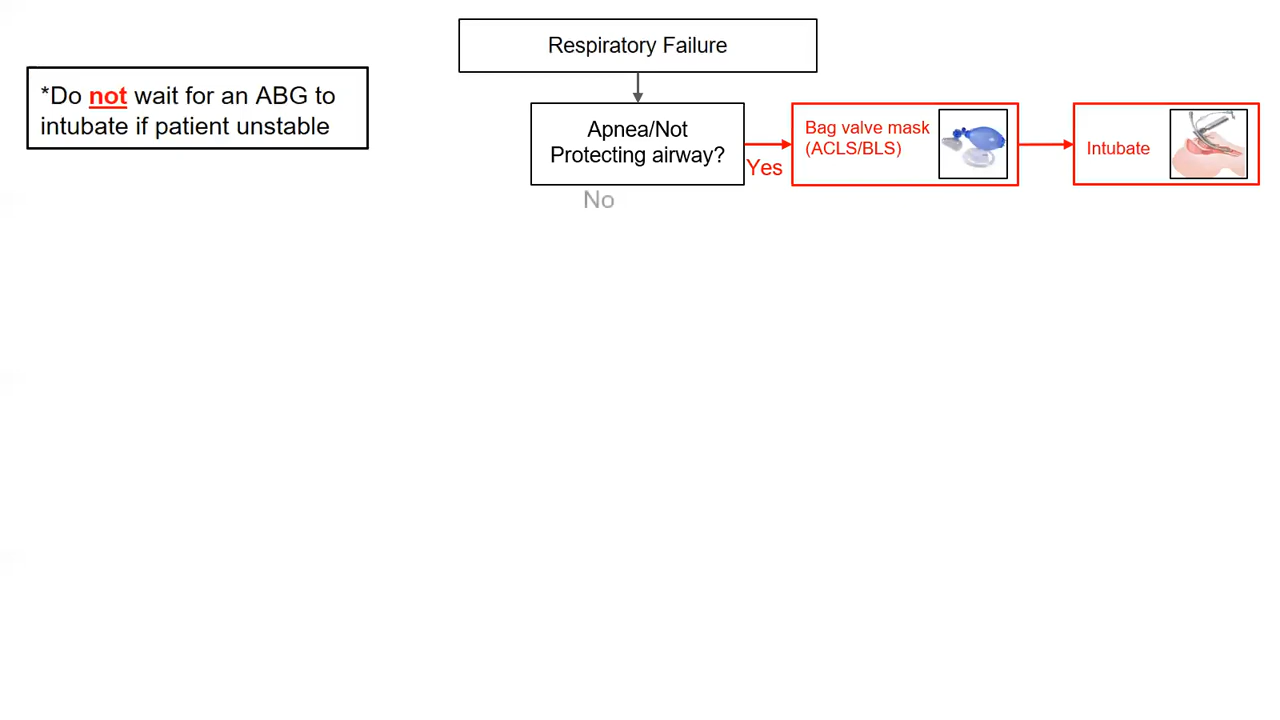 Respiratory Failure
*Do not wait for an ABG to
intubate if patient unstable
Apnea/Not
Protecting airway?
Yes
Bag valve mask
(ACLS/BLS)
Intubate
No